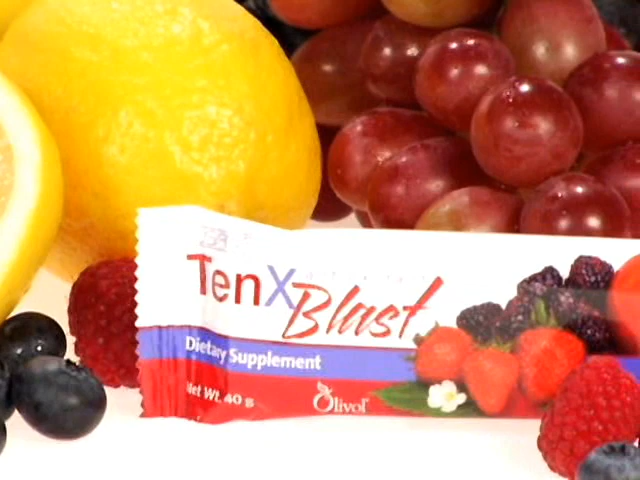 TenX
Blast
Dietary Supplement
Net Wt. 40 g
Olivol